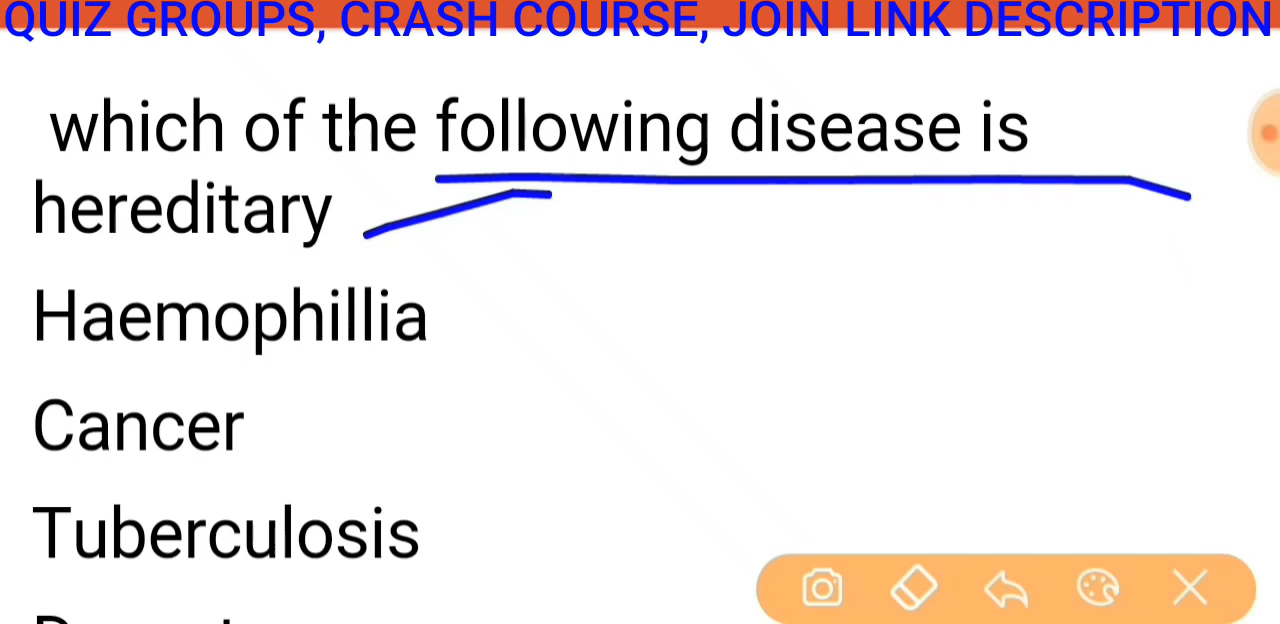 QUIZ GROUPS, CRASH COURSE, JOIN LINK DESCRIPTION
which of the following disease is
hereditary
Haemophillia
Cancer
Tuberculosis